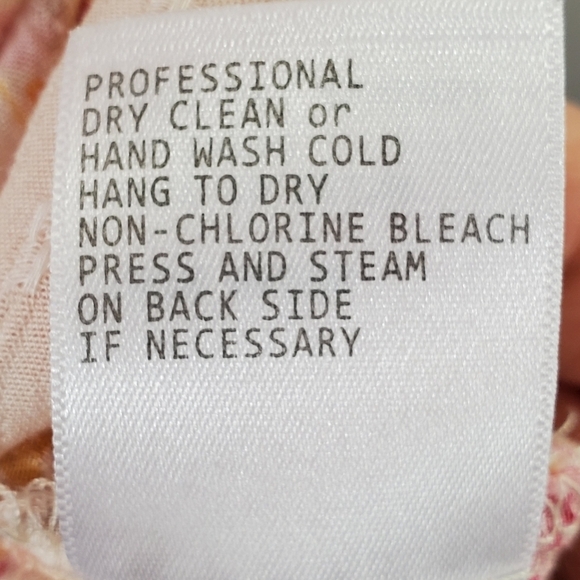 PROFESSIONAL
DRY CLEAN or
HAND WASH COLD
HANG TO DRY
NON-CHLORINE BLEACH
PRESS AND STEAM
ON BACK SIDE
IF NECESSARY